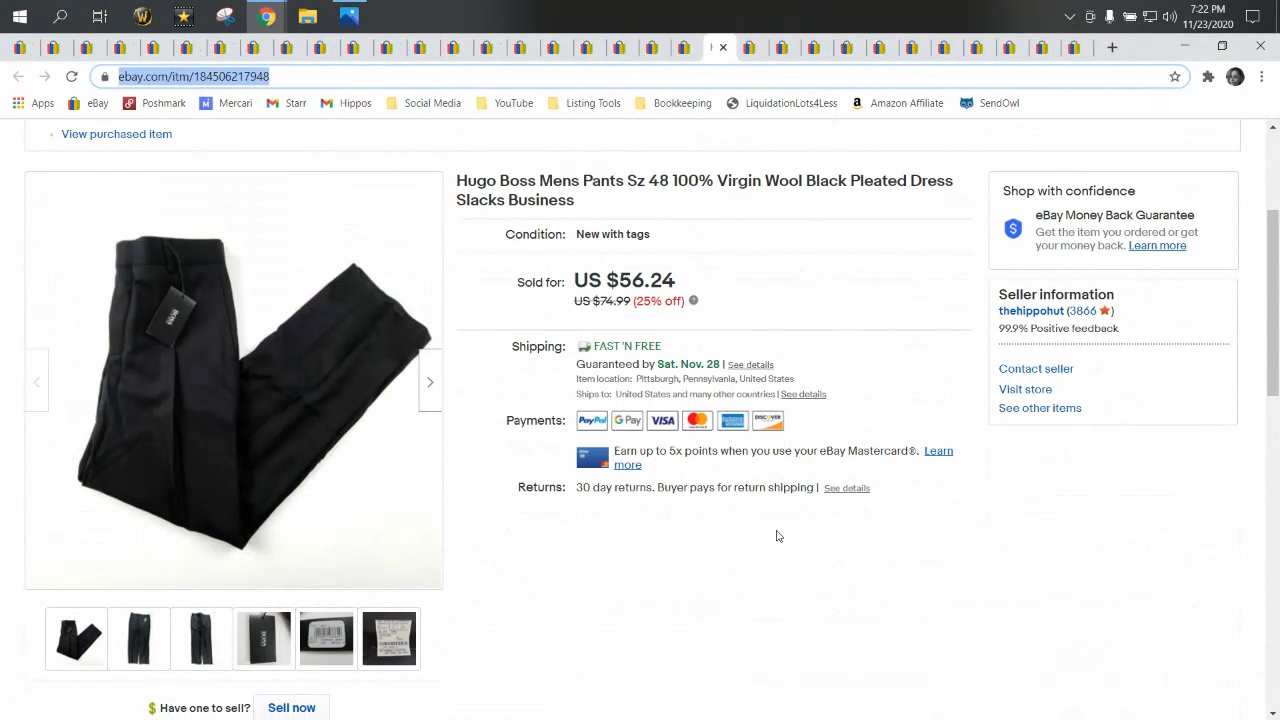 7:22 PM
11/23/2020
ebay.com/itm/184506217948
Apps eBay Poshmark Mercari Starr Hippos Social Media YouTube Listing Tools Bookkeeping LiquidationLots4Less Amazon Affiliate SendOwl
View purchased item
Hugo Boss Mens Pants Sz 48 100% Virgin Wool Black Pleated Dress
Slacks Business
Condition: New with tags
Sold for: US $56.24
US $74.99 (25% off)
Shipping: FAST 'N FREE
Guaranteed by Sat. Nov. 28 | See details
Item location: Pittsburgh, Pennsylvania, United States
Ships to: United States and many other countries | See details
Payments: PayPal G Pay VISA DISCOVER
Earn up to 5x points when you use your eBay Mastercard®. Learn
more
Returns: 30 day returns. Buyer pays for return shipping | See details
Shop with confidence
eBay Money Back Guarantee
Get the item you ordered or get
your money back. Learn more
Seller information
thehippohut (3866)
99.9% Positive feedback
Contact seller
Visit store
See other items
BOSS
Have one to sell? Sell now